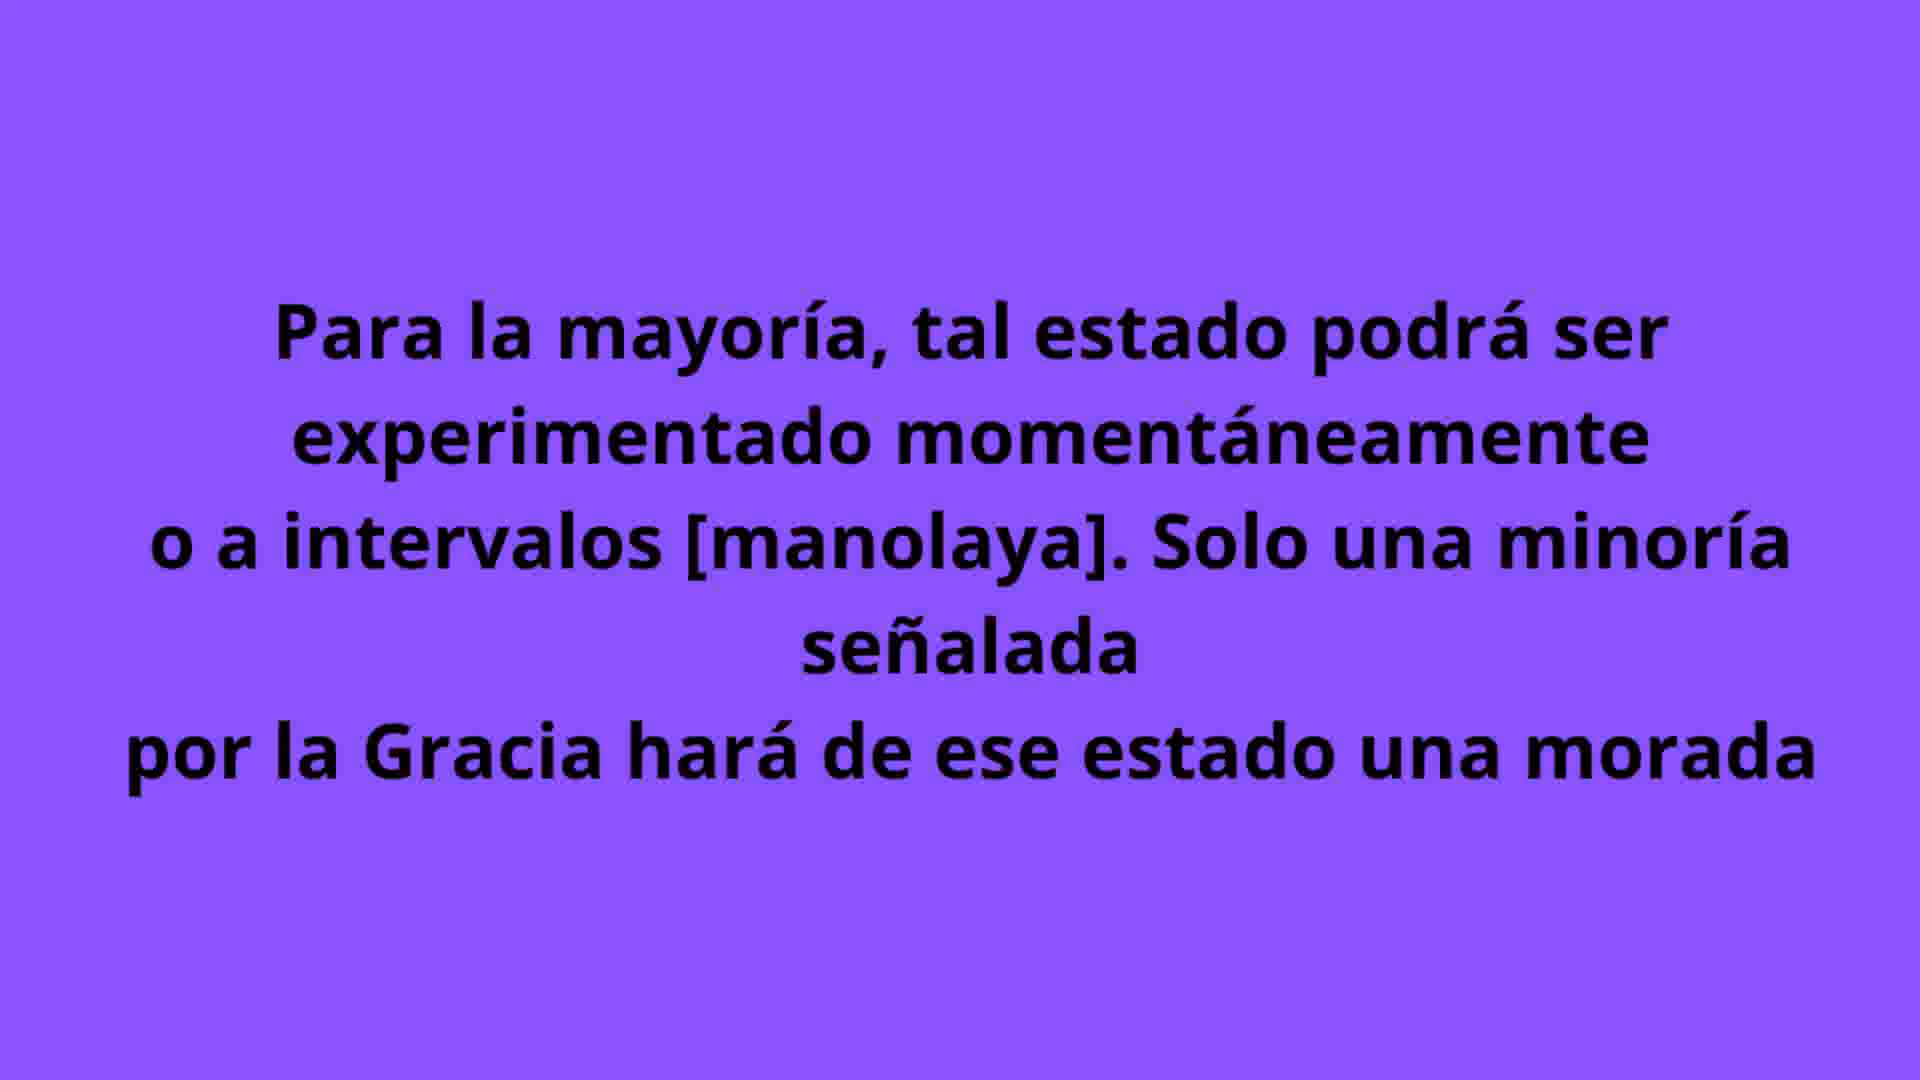 Para la mayoría, tal estado podrá ser
experimentado momentáneamente
o a intervalos [manolaya]. Solo una minoría
señalada
por la Gracia hará de ese estado una morada